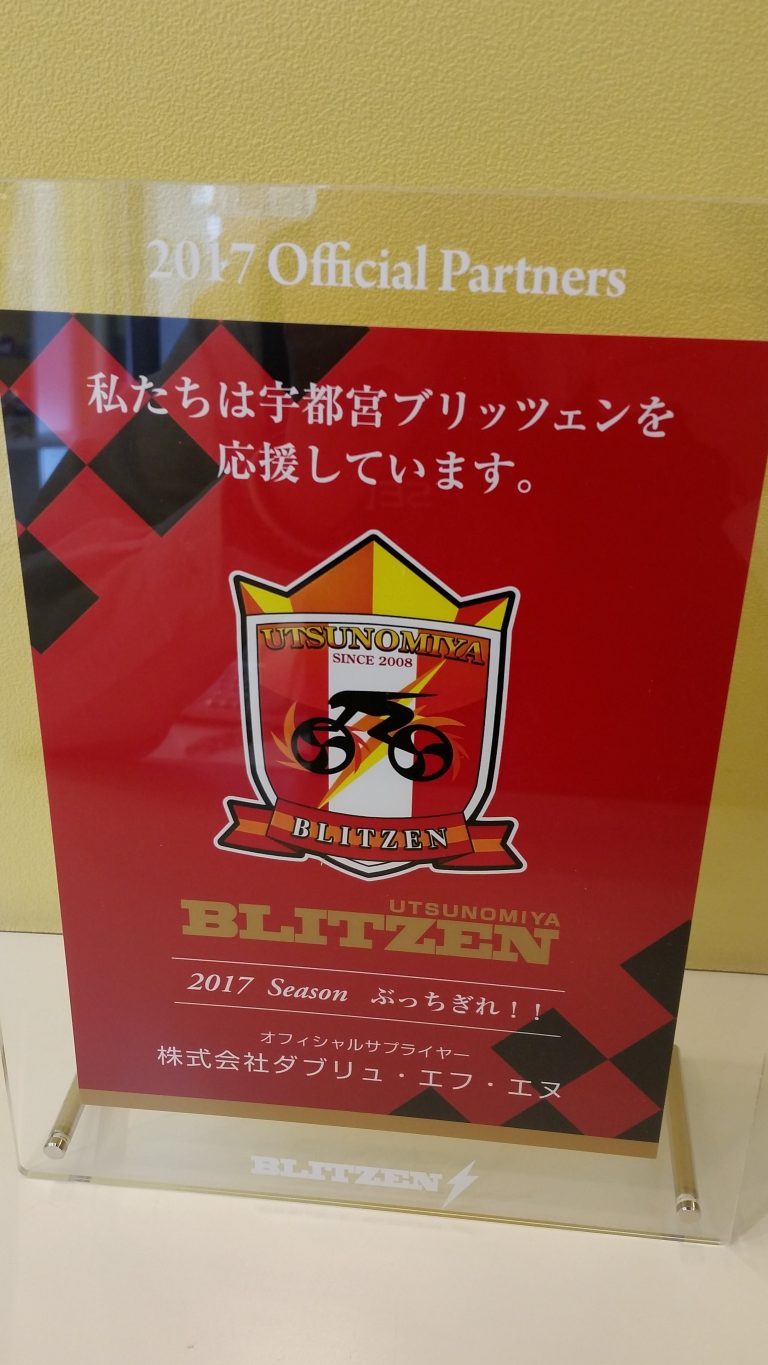 2017 Official Partners
私たちは宇都宮ブリッツェンを
応援しています。
UTSUNOMIYA
SINCE 2008
BLITZEN
UTSUNOMIYA
BLITZEN
2017 Season ぶっちぎれ！！
オフィシャルサプライヤー
株式会社ダブリュ・エフ・エヌ
BLITZEN